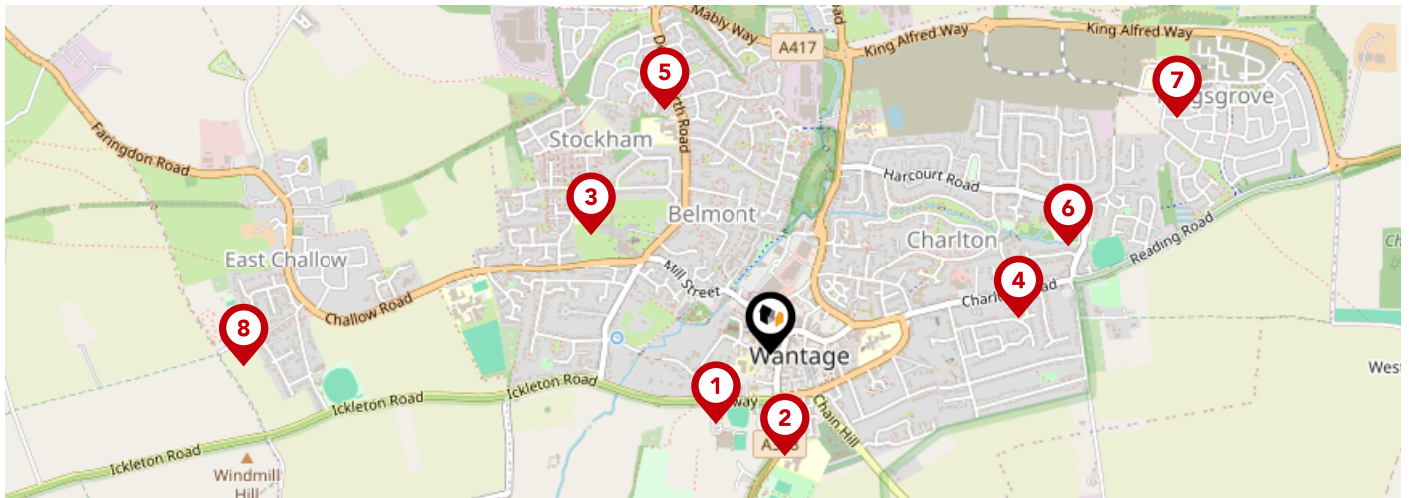 Mably Way
A417
King Alfred Way
King Alfred Way
5
7
Faringdon Road
Stockham
Harcourt Road
3
Belmont
6
Charlton
Reading Road
East Challow
Mill Street
4
Challow Road
8
Wantage
1
Ickleton Road
Ickleton Road
2
Chain Hill
Ickleton Road
Windmill
Hill